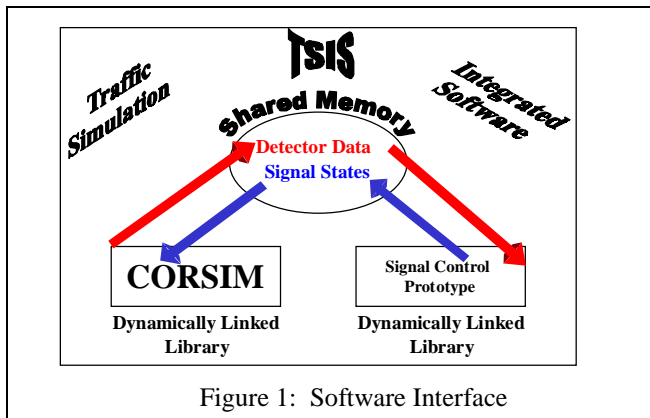 TSIS
Traffic
Simulation
Integrated
Software
Shared Memory
Detector Data
Signal States
CORSIM
Dynamically Linked
Library
Signal Control
Prototype
Dynamically Linked
Library
Figure 1: Software Interface